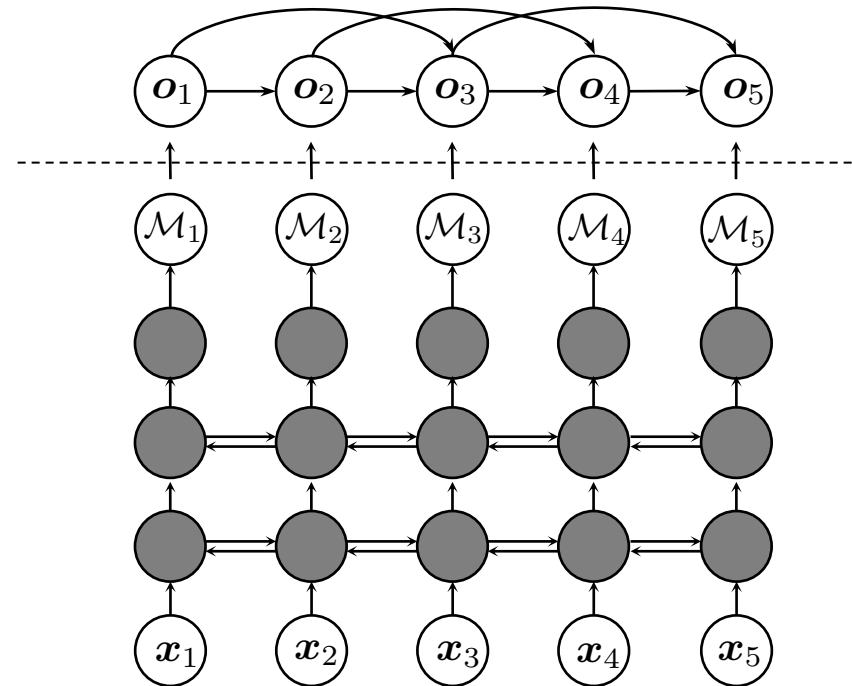 𝒐₁ 𝒐₂ 𝒐₃ 𝒐₄ 𝒐₅
ℳ₁ ℳ₂ ℳ₃ ℳ₄ ℳ₅
𝒙₁ 𝒙₂ 𝒙₃ 𝒙₄ 𝒙₅